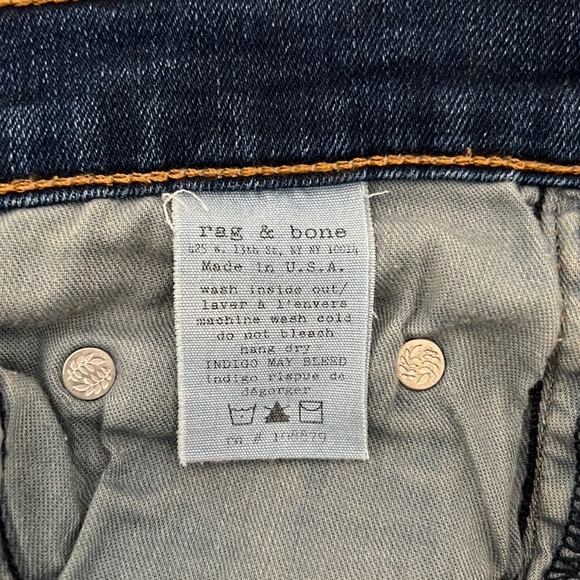 rag & bone
425 w. 13th St, NY NY 10014
Made in U.S.A.
wash inside out/
laver à l'envers
machine wash cold
do not bleach
hang dry
INDIGO MAY BLEED
indigo risque de
dégorger
rn #